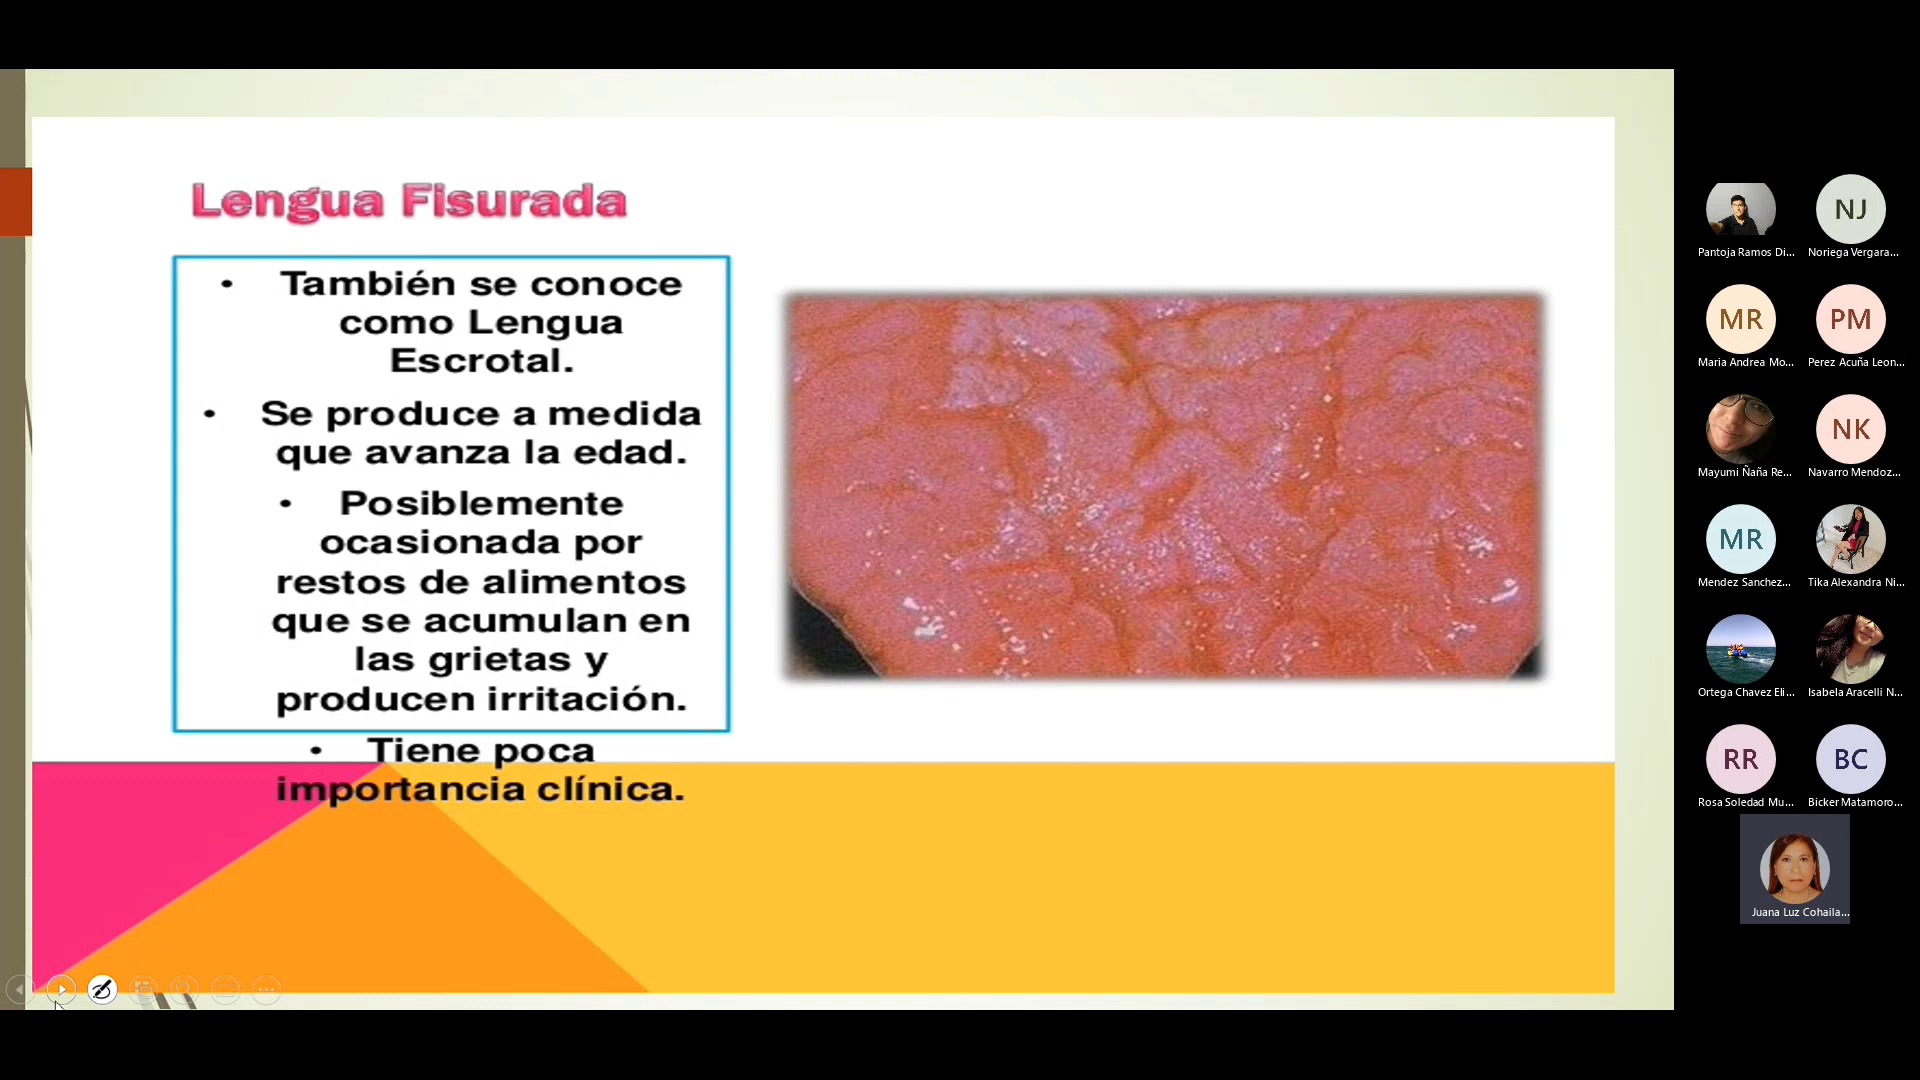 Lengua Fisurada
• También se conoce
como Lengua
Escrotal.
• Se produce a medida
que avanza la edad.
• Posiblemente
ocasionada por
restos de alimentos
que se acumulan en
las grietas y
producen irritación.
• Tiene poca
importancia clínica.
NJ
Pantoja Ramos Di...
Noriega Vergara...
MR
PM
Maria Andrea Mo...
Perez Acuña Leon...
NK
Mayumi Ñaña Re...
Navarro Mendoz...
MR
Mendez Sanchez...
Tika Alexandra Ni...
Ortega Chavez Eli...
Isabela Aracelli N...
RR
BC
Rosa Soledad Mu...
Bicker Matamoro...
Juana Luz Cohaila...